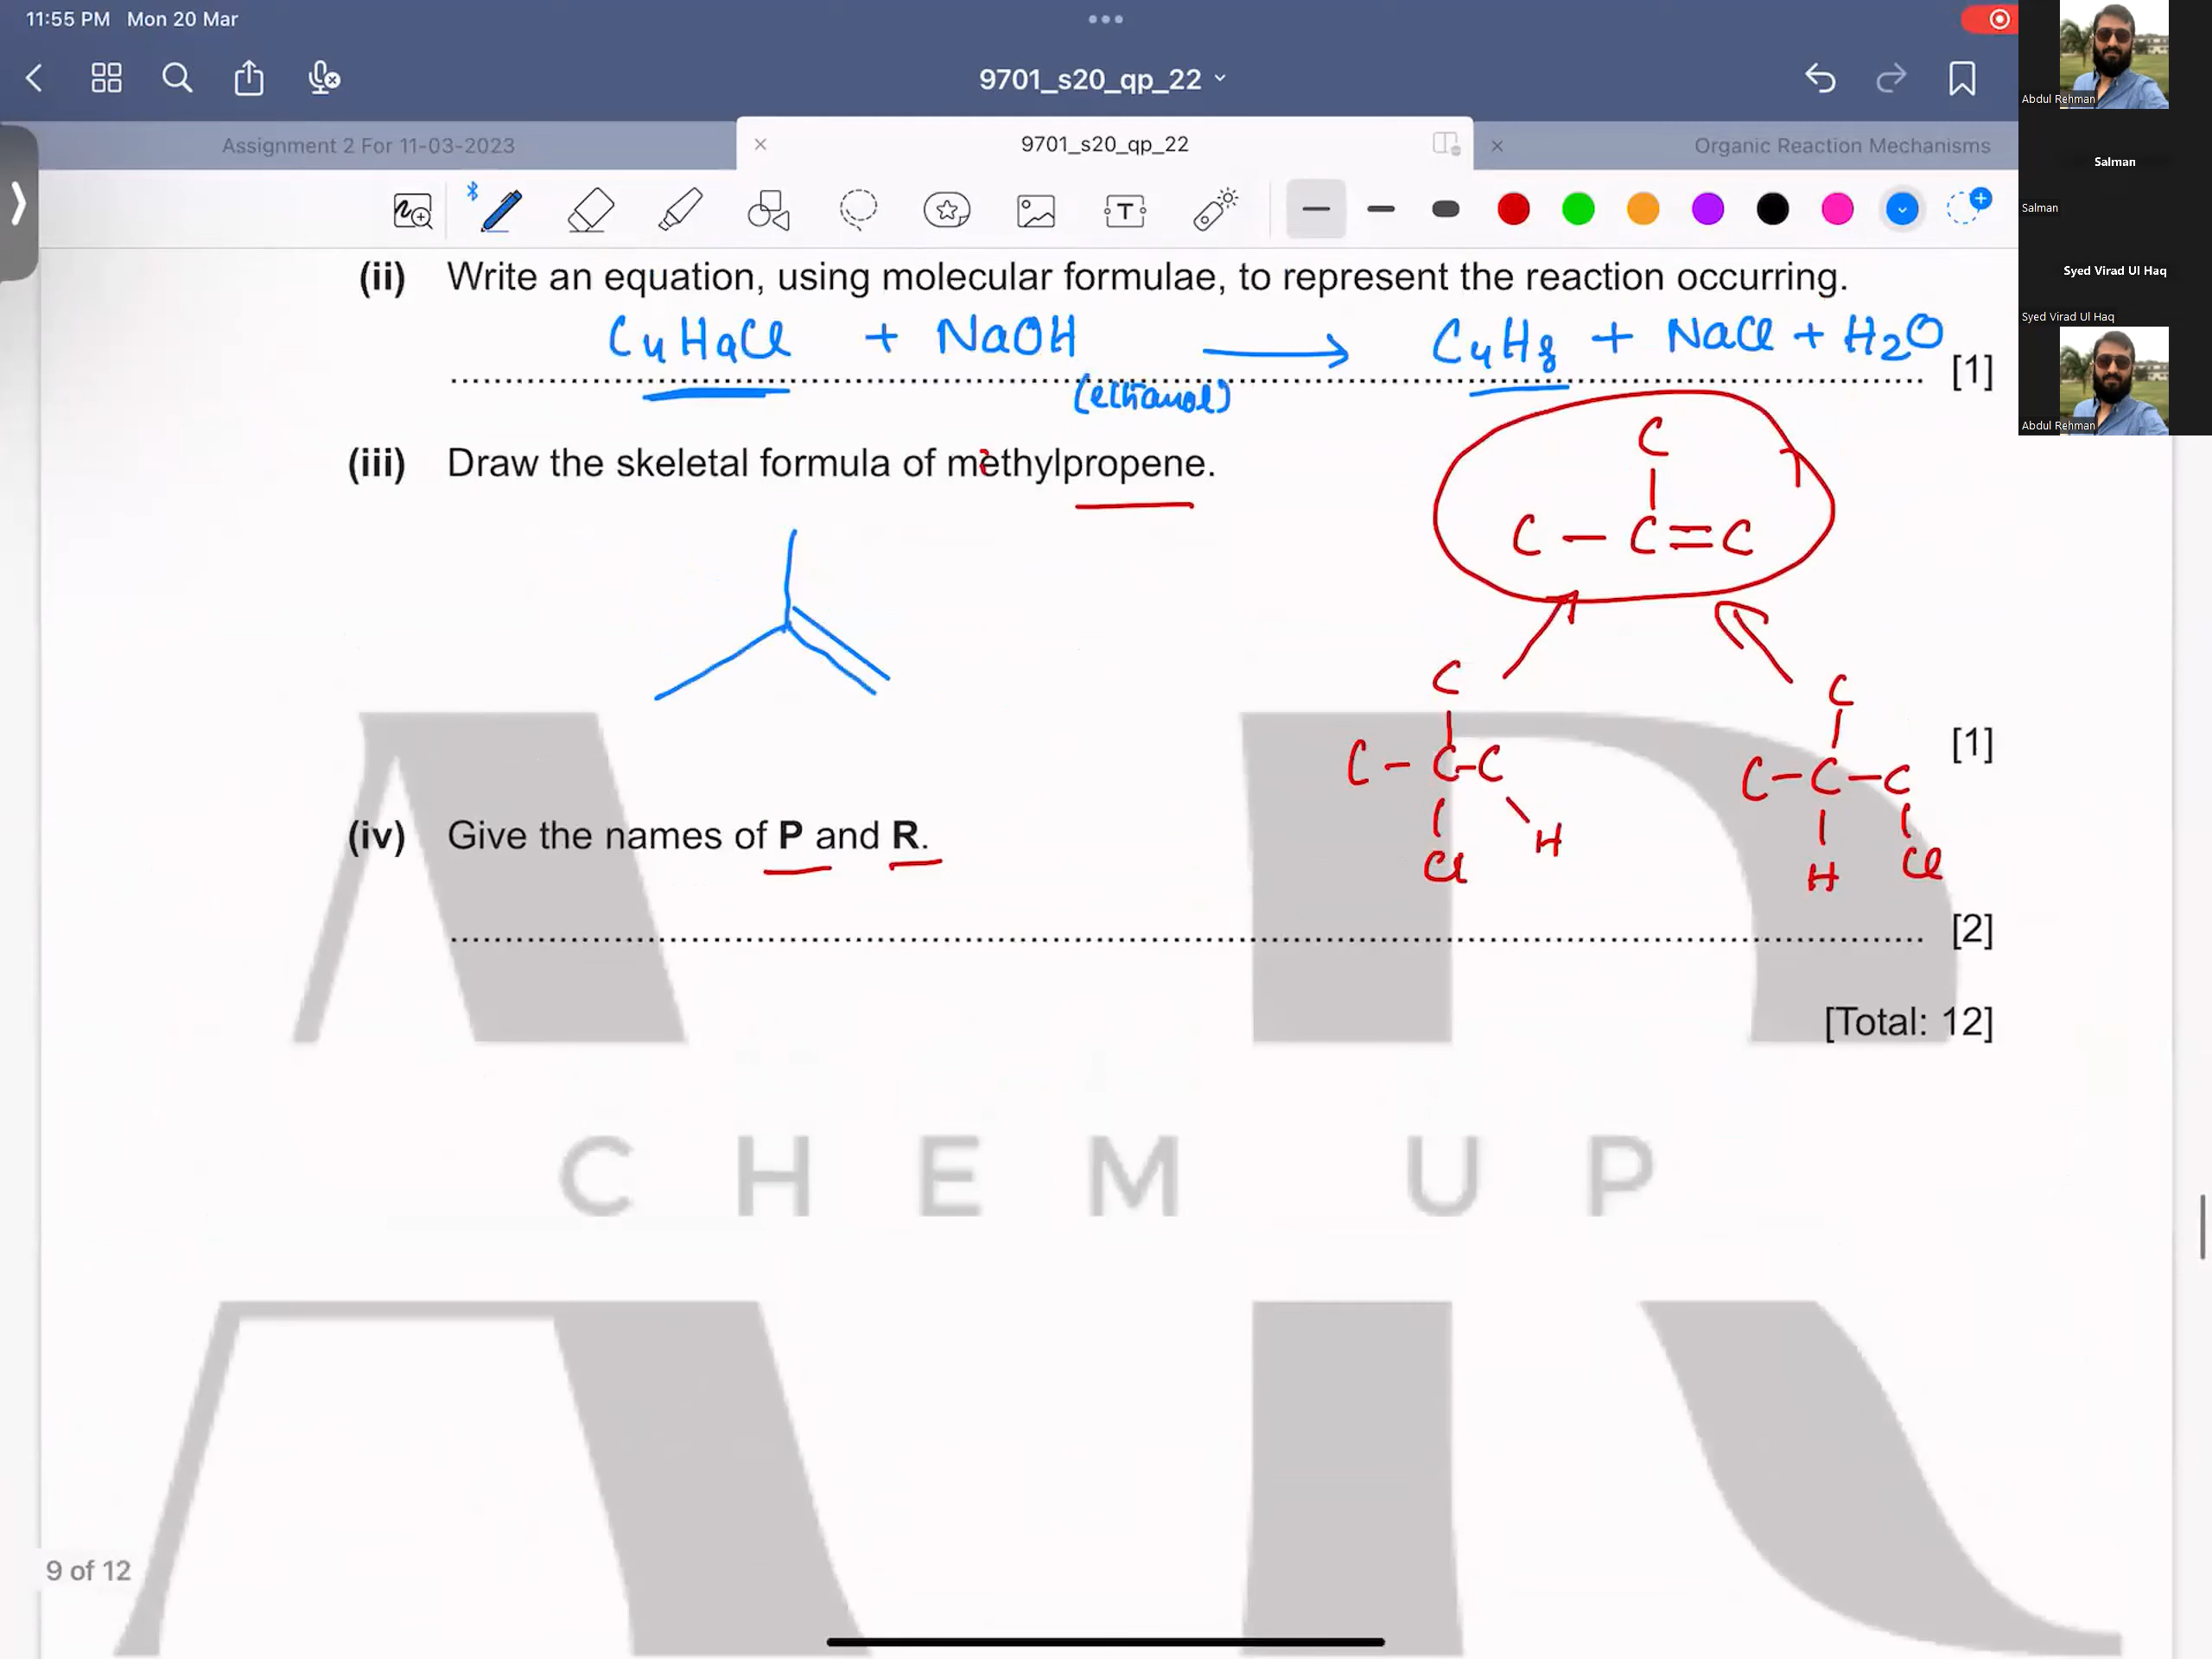 11:55 PM Mon 20 Mar
9701_s20_qp_22
Assignment 2 For 11-03-2023
9701_s20_qp_22
Organic Reaction Mechanisms
Abdul Rehman
Salman
Salman
Syed Virad Ul Haq
Syed Virad Ul Haq
Abdul Rehman
(ii) Write an equation, using molecular formulae, to represent the reaction occurring.
C4H9Cl + NaOH → C4H8 + NaCl + H2O
(ethanol)
[1]
(iii) Draw the skeletal formula of methylpropene.
C
C - C = C
C
C - C - C
Cl H
C
C - C - C
H Cl
[1]
(iv) Give the names of P and R.
[2]
[Total: 12]
CHEM UP
9 of 12